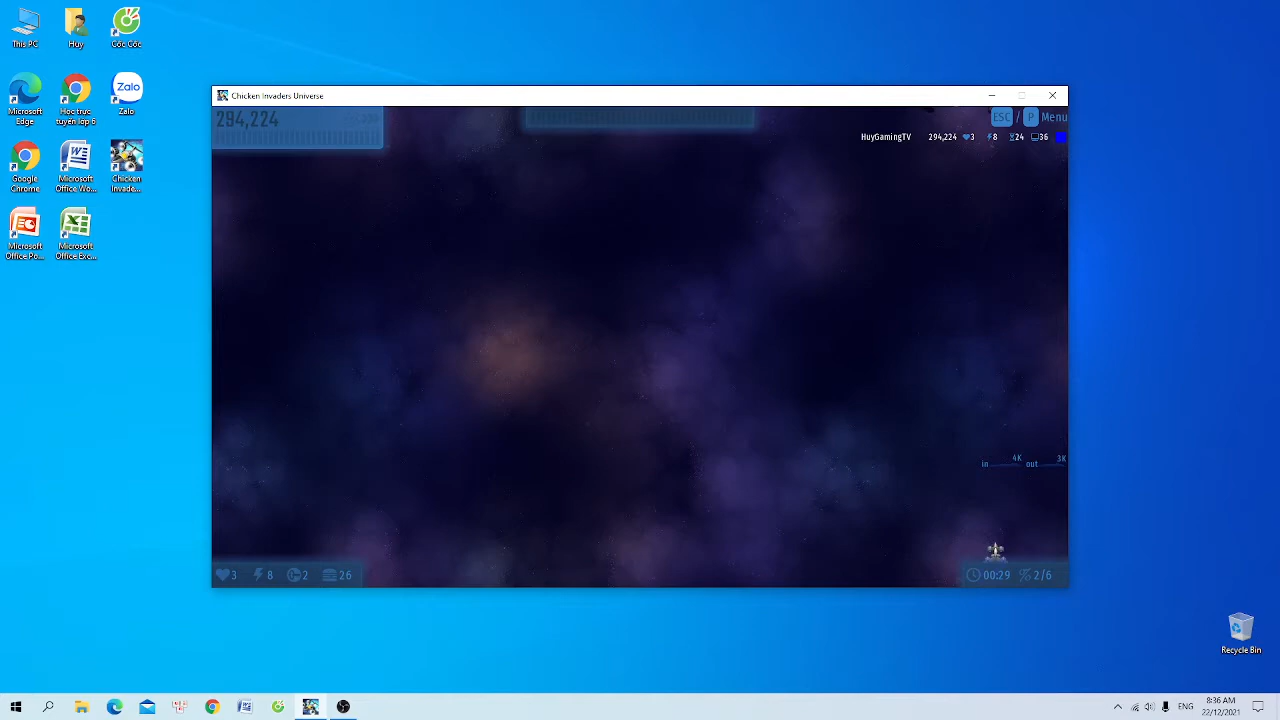 This PC
Huy
Cốc Cốc
Microsoft Edge
Học trực tuyến lớp 6
Zalo
Google Chrome
Microsoft Office Wo...
Chicken Invade...
Microsoft Office Po...
Microsoft Office Exc...
Chicken Invaders Universe
294,224
ESC / P Menu
HuyGamingTV 294,224 3 8 24 36
in 4K out 3K
3 8 2 26
00:29 2/6
Recycle Bin
ENG
8:36 AM
22/12/2021